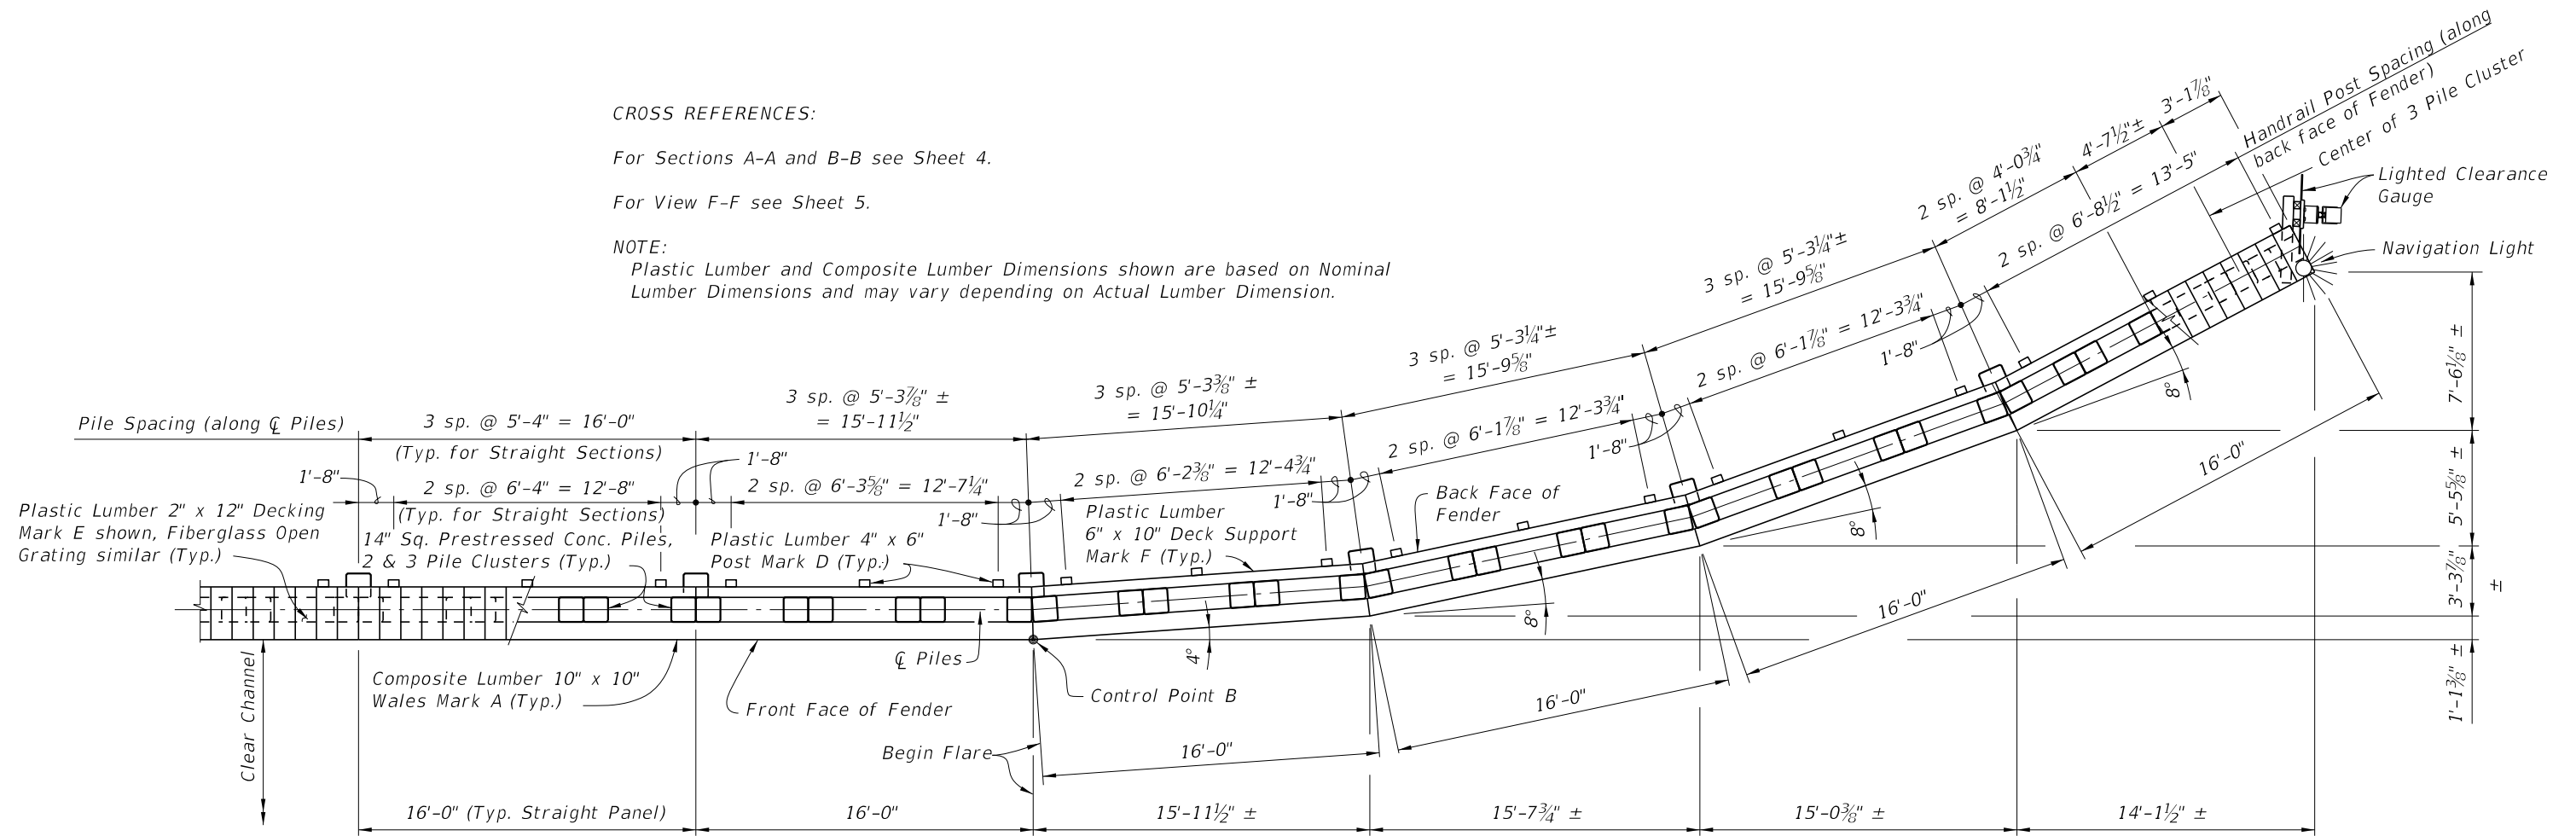 CROSS REFERENCES:
For Sections A-A and B-B see Sheet 4.
For View F-F see Sheet 5.
NOTE:
Plastic Lumber and Composite Lumber Dimensions shown are based on Nominal
Lumber Dimensions and may vary depending on Actual Lumber Dimension.
Pile Spacing (along ℄ Piles)
3 sp. @ 5'-4" = 16'-0"
(Typ. for Straight Sections)
3 sp. @ 5'-3⅞" ±
= 15'-11½"
3 sp. @ 5'-3⅜" ±
= 15'-10¼"
3 sp. @ 5'-3¼"±
= 15'-9⅝"
3 sp. @ 5'-3¼"±
= 15'-9⅝"
2 sp. @ 4'-0¾"
= 8'-1½"
4'-7½"±
3'-1⅞"
Handrail Post Spacing (along
back face of Fender)
Center of 3 Pile Cluster
Lighted Clearance
Gauge
Navigation Light
1'-8"
2 sp. @ 6'-4" = 12'-8"
(Typ. for Straight Sections)
1'-8"
2 sp. @ 6'-3⅝" = 12'-7¼"
1'-8"
2 sp. @ 6'-2⅜" = 12'-4¾"
1'-8"
2 sp. @ 6'-1⅞" = 12'-3¾"
1'-8"
2 sp. @ 6'-1⅞" = 12'-3¾"
1'-8"
2 sp. @ 6'-8½" = 13'-5"
Plastic Lumber 2" x 12" Decking
Mark E shown, Fiberglass Open
Grating similar (Typ.)
14" Sq. Prestressed Conc. Piles,
2 & 3 Pile Clusters (Typ.)
Plastic Lumber 4" x 6"
Post Mark D (Typ.)
Plastic Lumber
6" x 10" Deck Support
Mark F (Typ.)
Back Face of
Fender
Clear Channel
Composite Lumber 10" x 10"
Wales Mark A (Typ.)
Front Face of Fender
℄ Piles
Control Point B
Begin Flare
4°
8°
8°
8°
16'-0"
16'-0"
16'-0"
16'-0"
7'-6⅛" ±
5'-5⅝" ±
3'-3⅞"
±
1'-1⅜" ±
16'-0" (Typ. Straight Panel)
16'-0"
15'-11½" ±
15'-7¾" ±
15'-0⅜" ±
14'-1½" ±